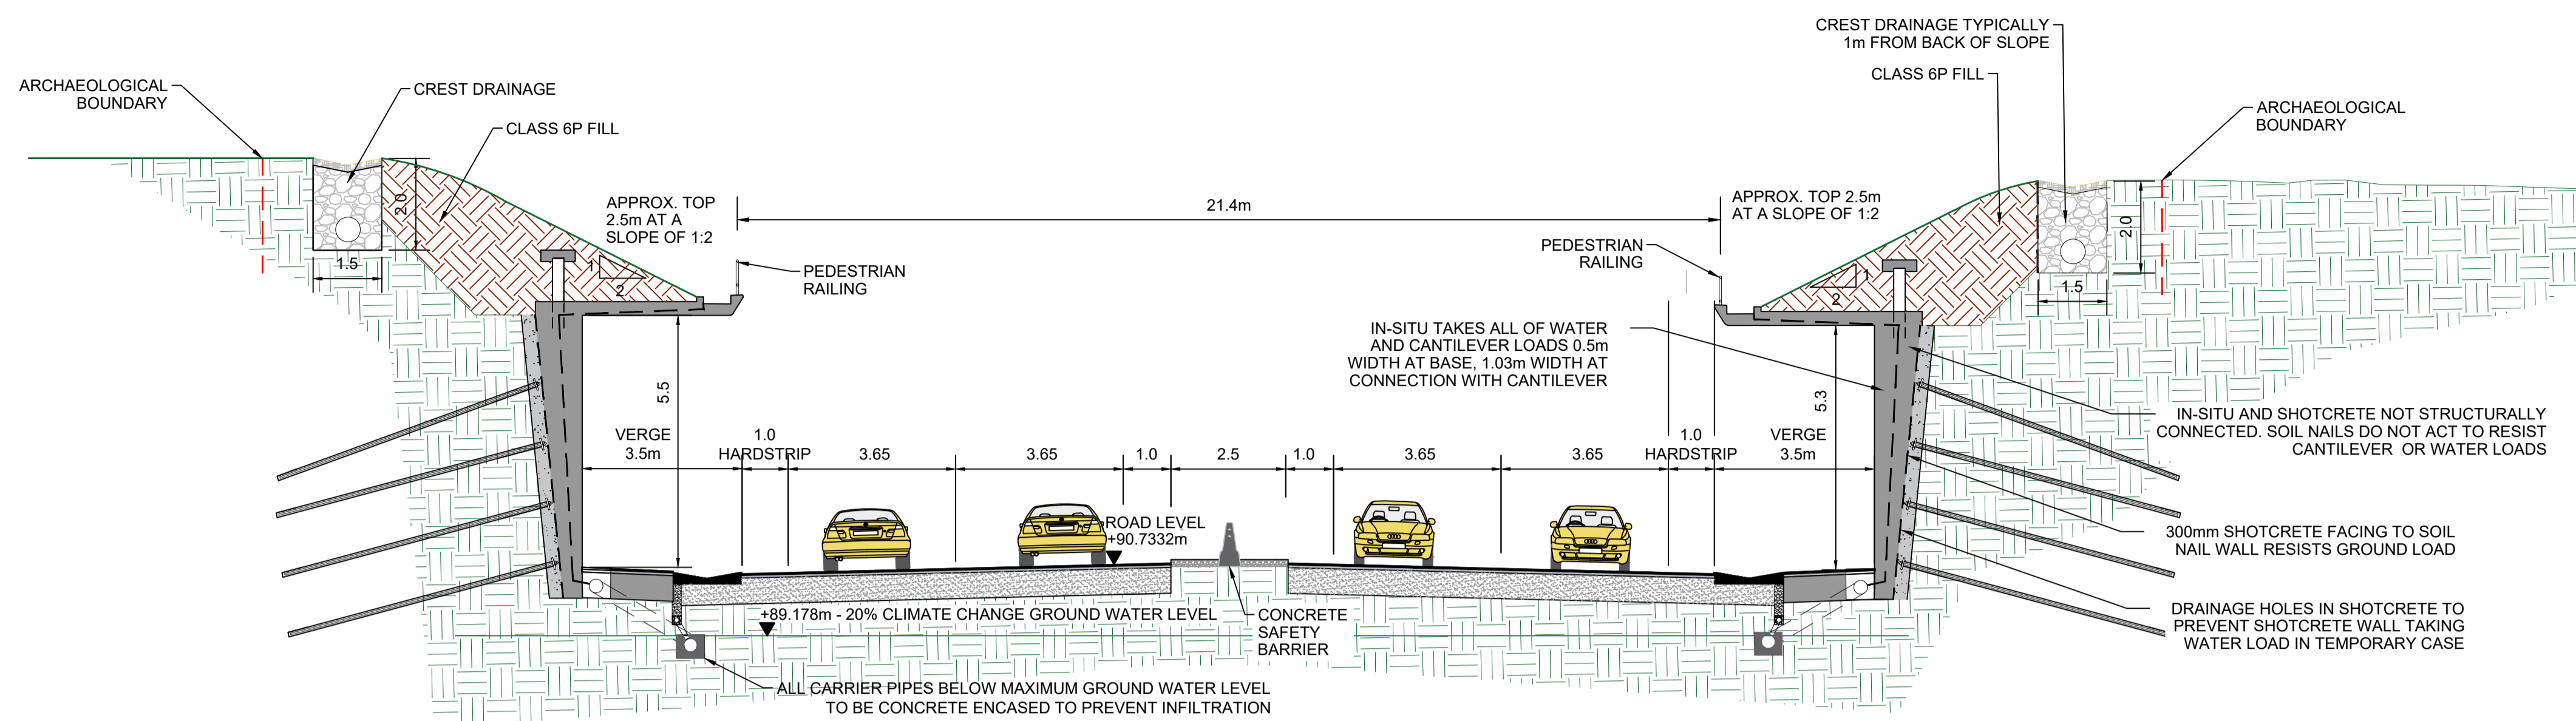 CREST DRAINAGE TYPICALLY
1m FROM BACK OF SLOPE
CLASS 6P FILL
ARCHAEOLOGICAL
BOUNDARY
CREST DRAINAGE
CLASS 6P FILL
ARCHAEOLOGICAL
BOUNDARY
2.0
1.5
APPROX. TOP
2.5m AT A
SLOPE OF 1:2
1
2
PEDESTRIAN
RAILING
21.4m
APPROX. TOP 2.5m
AT A SLOPE OF 1:2
PEDESTRIAN
RAILING
1
2
2.0
1.5
IN-SITU TAKES ALL OF WATER
AND CANTILEVER LOADS 0.5m
WIDTH AT BASE, 1.03m WIDTH AT
CONNECTION WITH CANTILEVER
5.5
5.3
VERGE
3.5m
1.0
HARDSTRIP
3.65
3.65
1.0
2.5
1.0
3.65
3.65
1.0
HARDSTRIP
VERGE
3.5m
IN-SITU AND SHOTCRETE NOT STRUCTURALLY
CONNECTED. SOIL NAILS DO NOT ACT TO RESIST
CANTILEVER OR WATER LOADS
ROAD LEVEL
+90.7332m
300mm SHOTCRETE FACING TO SOIL
NAIL WALL RESISTS GROUND LOAD
+89.178m - 20% CLIMATE CHANGE GROUND WATER LEVEL
CONCRETE
SAFETY
BARRIER
DRAINAGE HOLES IN SHOTCRETE TO
PREVENT SHOTCRETE WALL TAKING
WATER LOAD IN TEMPORARY CASE
ALL CARRIER PIPES BELOW MAXIMUM GROUND WATER LEVEL
TO BE CONCRETE ENCASED TO PREVENT INFILTRATION